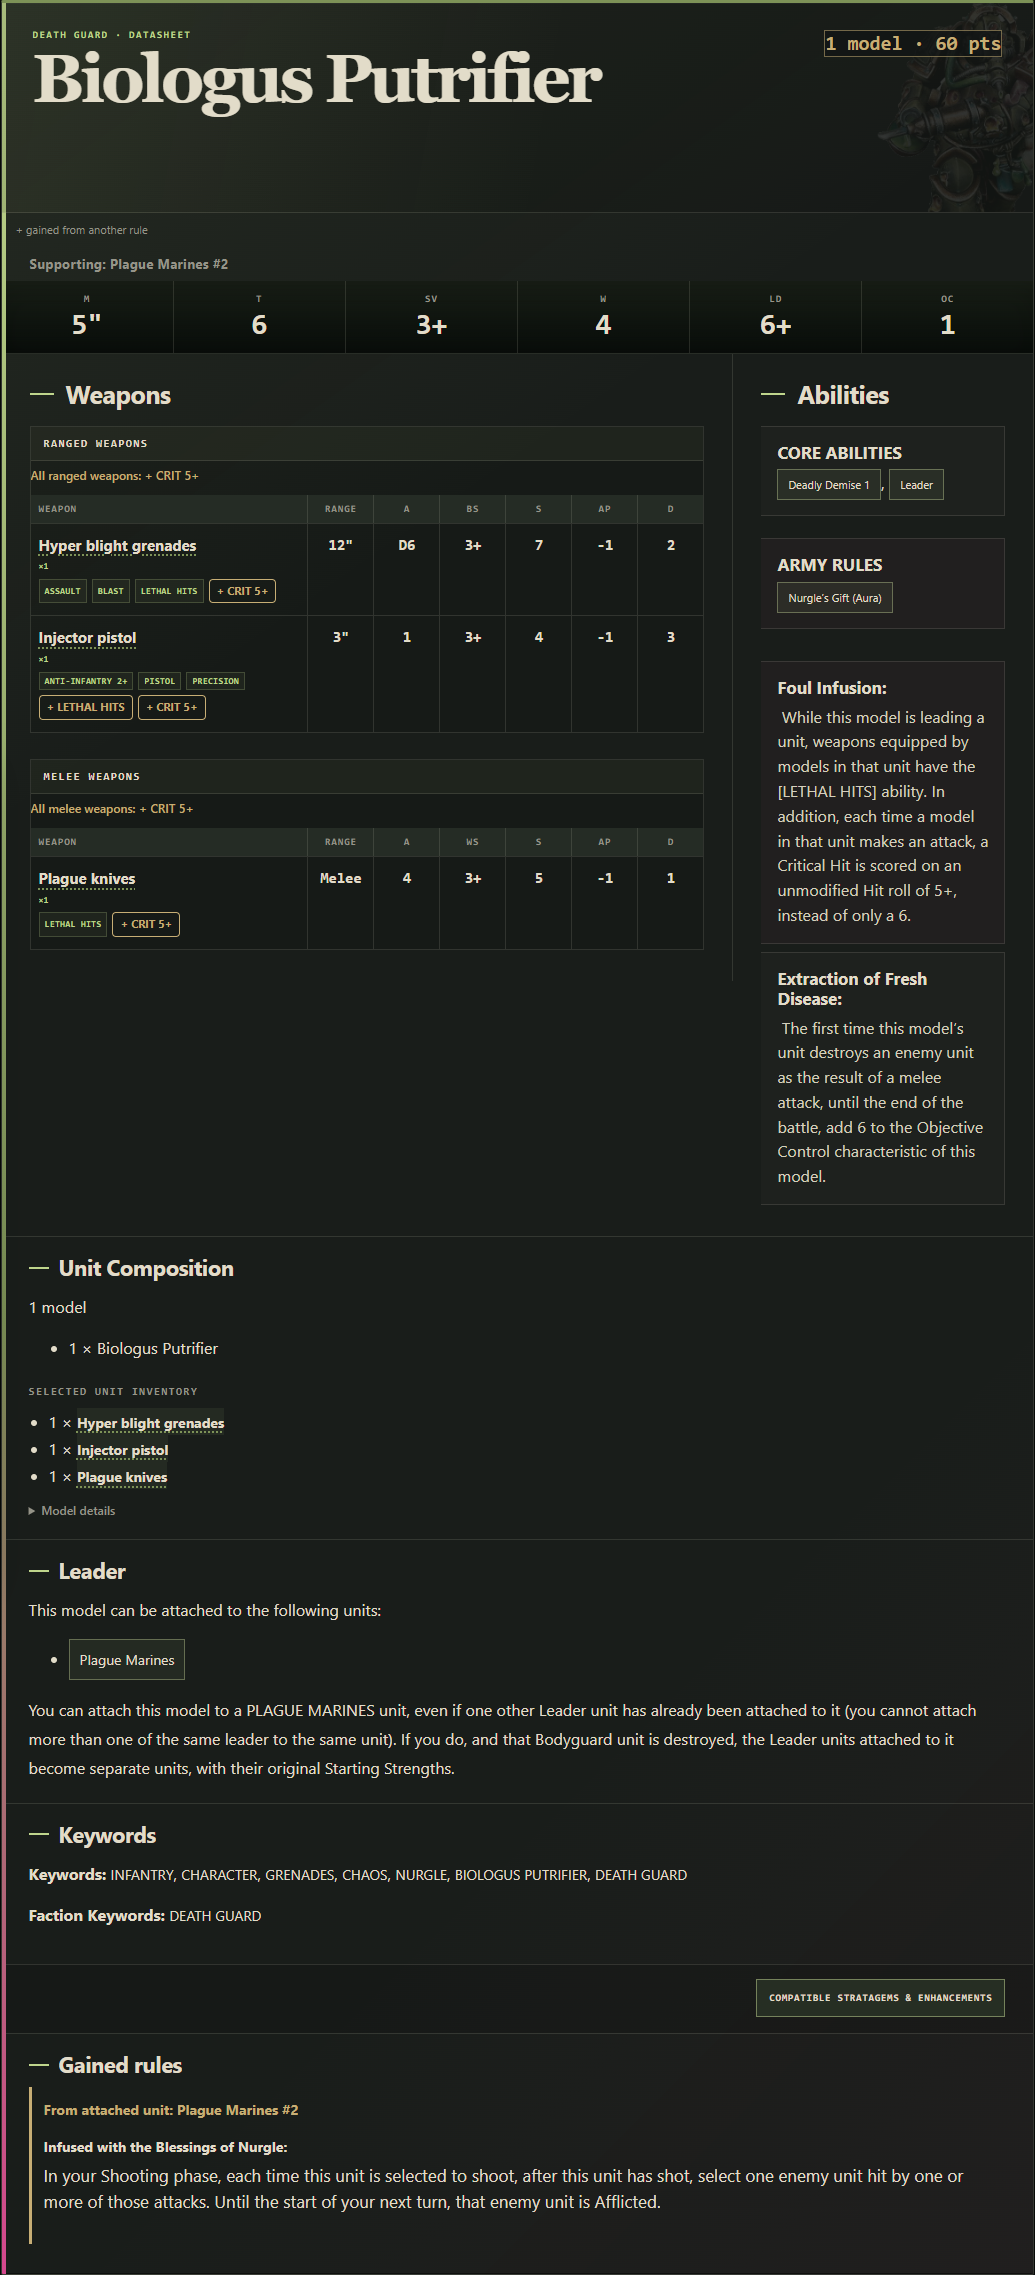 DEATH GUARD · DATASHEET
Biologus Putrifier
1 model · 60 pts
+ gained from another rule
Supporting: Plague Marines #2
M T SV W LD OC
5" 6 3+ 4 6+ 1
Weapons
RANGED WEAPONS
All ranged weapons: + CRIT 5+
WEAPON RANGE A BS S AP D
Hyper blight grenades 12" D6 3+ 7 -1 2
×1
ASSAULT BLAST LETHAL HITS + CRIT 5+
Injector pistol 3" 1 3+ 4 -1 3
×1
ANTI-INFANTRY 2+ PISTOL PRECISION
+ LETHAL HITS + CRIT 5+
MELEE WEAPONS
All melee weapons: + CRIT 5+
WEAPON RANGE A WS S AP D
Plague knives Melee 4 3+ 5 -1 1
×1
LETHAL HITS + CRIT 5+
Abilities
CORE ABILITIES
Deadly Demise 1 , Leader
ARMY RULES
Nurgle's Gift (Aura)
Foul Infusion:
While this model is leading a
unit, weapons equipped by
models in that unit have the
[LETHAL HITS] ability. In
addition, each time a model
in that unit makes an attack, a
Critical Hit is scored on an
unmodified Hit roll of 5+,
instead of only a 6.
Extraction of Fresh
Disease:
The first time this model's
unit destroys an enemy unit
as the result of a melee
attack, until the end of the
battle, add 6 to the Objective
Control characteristic of this
model.
Unit Composition
1 model
• 1 × Biologus Putrifier
SELECTED UNIT INVENTORY
• 1 × Hyper blight grenades
• 1 × Injector pistol
• 1 × Plague knives
▶ Model details
Leader
This model can be attached to the following units:
• Plague Marines
You can attach this model to a PLAGUE MARINES unit, even if one other Leader unit has already been attached to it (you cannot attach
more than one of the same leader to the same unit). If you do, and that Bodyguard unit is destroyed, the Leader units attached to it
become separate units, with their original Starting Strengths.
Keywords
Keywords: INFANTRY, CHARACTER, GRENADES, CHAOS, NURGLE, BIOLOGUS PUTRIFIER, DEATH GUARD
Faction Keywords: DEATH GUARD
COMPATIBLE STRATAGEMS & ENHANCEMENTS
Gained rules
From attached unit: Plague Marines #2
Infused with the Blessings of Nurgle:
In your Shooting phase, each time this unit is selected to shoot, after this unit has shot, select one enemy unit hit by one or
more of those attacks. Until the start of your next turn, that enemy unit is Afflicted.